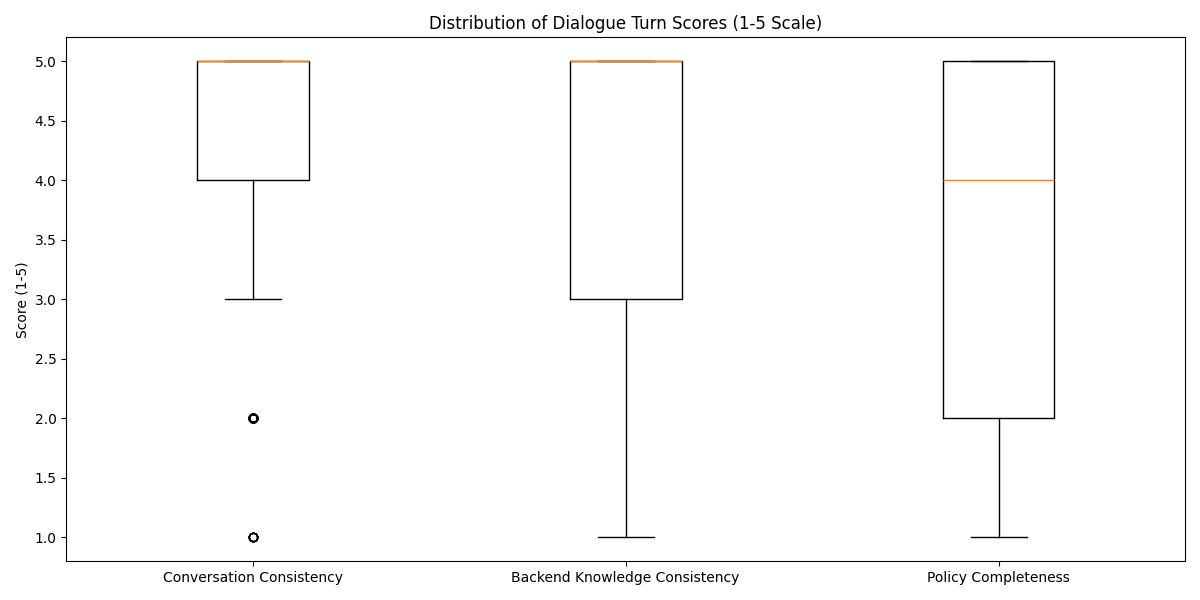 Distribution of Dialogue Turn Scores (1-5 Scale)
Score (1-5)
5.0
4.5
4.0
3.5
3.0
2.5
2.0
1.5
1.0
Conversation Consistency
Backend Knowledge Consistency
Policy Completeness